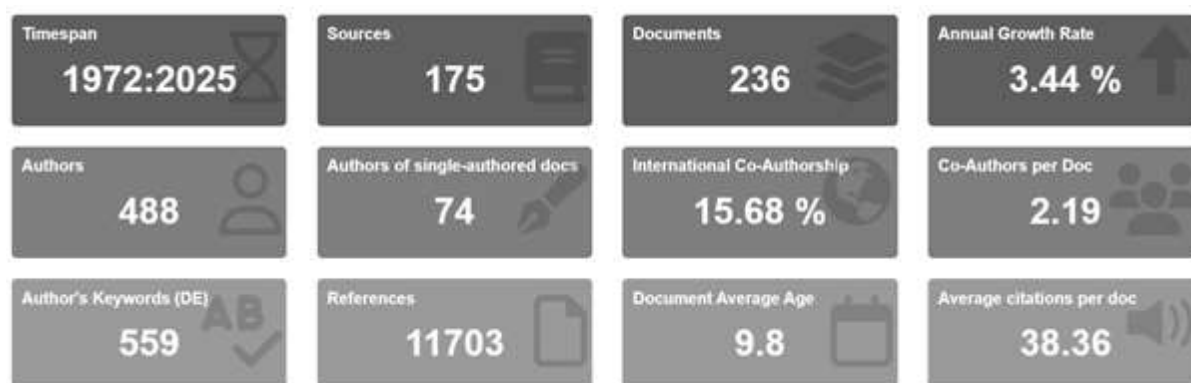 Timespan
1972:2025
Sources
175
Documents
236
Annual Growth Rate
3.44 %
Authors
488
Authors of single-authored docs
74
International Co-Authorship
15.68 %
Co-Authors per Doc
2.19
Author's Keywords (DE)
559
AB
References
11703
Document Average Age
9.8
Average citations per doc
38.36